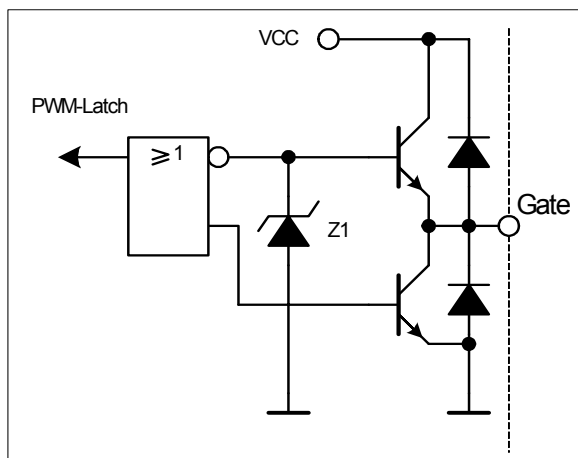 VCC
PWM-Latch
≥1
Z1
Gate